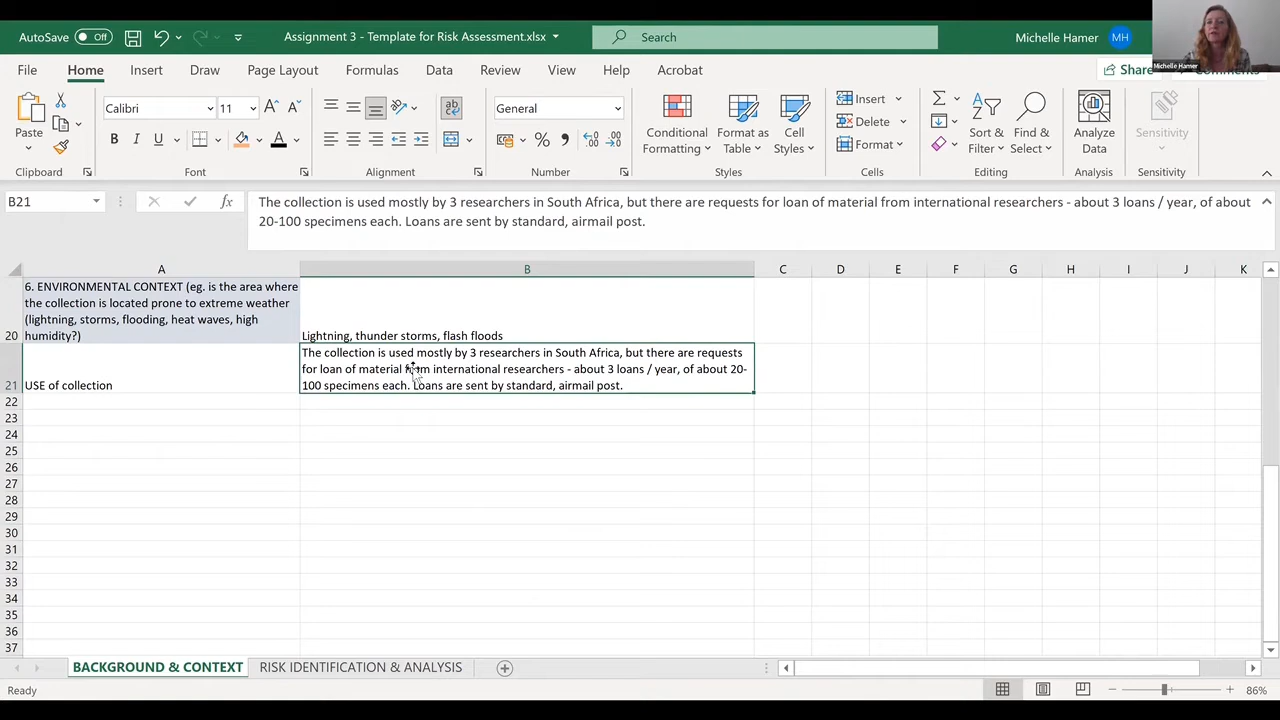 AutoSave Off
Assignment 3 - Template for Risk Assessment.xlsx
Search
Michelle Hamer MH
Michelle Hamer
File Home Insert Draw Page Layout Formulas Data Review View Help Acrobat Share Comments
Paste
Clipboard
Calibri 11
B I U
Font
ab
Alignment
General
Number
Conditional
Formatting
Format as
Table
Cell
Styles
Styles
Insert
Delete
Format
Cells
Sort &
Filter
Find &
Select
Editing
Analyze
Data
Analysis
Sensitivity
Sensitivity
B21
fx
The collection is used mostly by 3 researchers in South Africa, but there are requests for loan of material from international researchers - about 3 loans / year, of about
20-100 specimens each. Loans are sent by standard, airmail post.
A B C D E F G H I J K
6. ENVIRONMENTAL CONTEXT (eg. is the area where
the collection is located prone to extreme weather
(lightning, storms, flooding, heat waves, high
20 humidity?) Lightning, thunder storms, flash floods
The collection is used mostly by 3 researchers in South Africa, but there are requests
for loan of material from international researchers - about 3 loans / year, of about 20-
21 USE of collection 100 specimens each. Loans are sent by standard, airmail post.
22
23
24
25
26
27
28
29
30
31
32
33
34
35
36
37
BACKGROUND & CONTEXT RISK IDENTIFICATION & ANALYSIS
Ready 86%